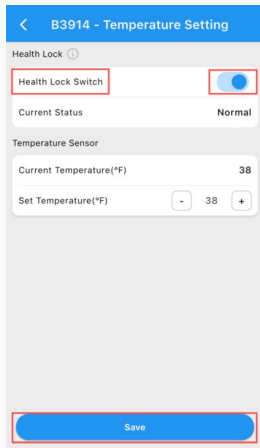 B3914 - Temperature Setting
Health Lock
Health Lock Switch
Current Status Normal
Temperature Sensor
Current Temperature(°F) 38
Set Temperature(°F) - 38 +
Save